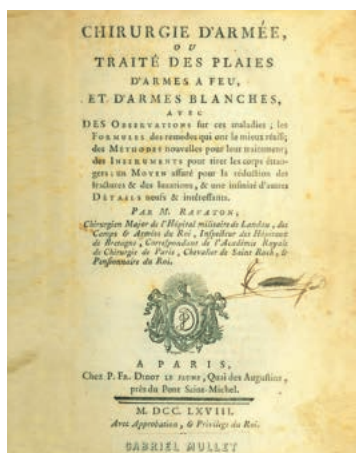 CHIRURGIE D'ARMÉE,
OU
TRAITÉ DES PLAIES
D'ARMES A FEU,
ET D'ARMES BLANCHES,
AVEC
DES OBSERVATIONS sur ces maladies; les
FORMULES des remedes qui ont le mieux réussi;
des MÉTHODES nouvelles pour leur traitement;
des INSTRUMENTS pour tirer les corps étran-
gers; un MOYEN assuré pour la réduction des
fractures & des luxations, & une infinité d'autres
DÉTAILS neufs & intéressants.
PAR M. RAVATON;
Chirurgien Major de l'Hôpital militaire de Landau, des
Camps & Armées du Roi, Inspecteur des Hôpitaux
de Bretagne, Correspondant de l'Académie Royale
de Chirurgie de Paris, Chevalier de Saint Roch, &
Pensionnaire du Roi.
A PARIS,
Chez P. FR. DIDOT LE JEUNE, Quai des Augustins,
près du Pont Saint-Michel.
M. DCC. LXVIII.
Avec Approbation, & Privilege du Roi.
GABRIEL MULLET